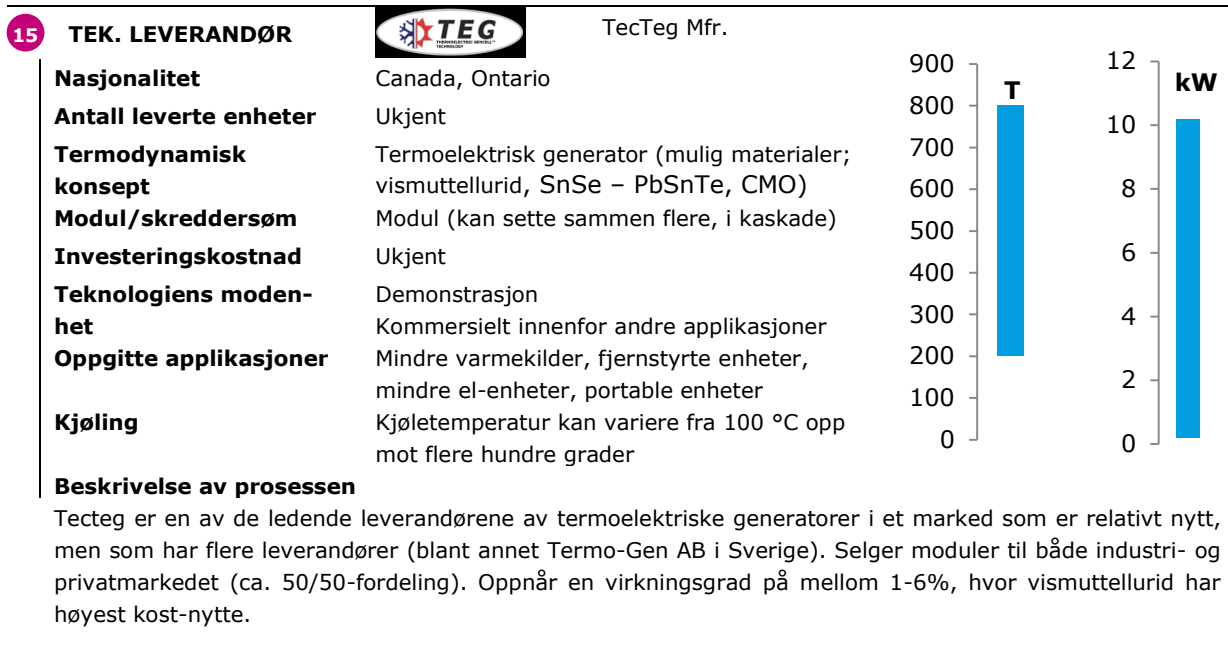 15 TEK. LEVERANDØR TEG TecTeg Mfr.
THERMOELECTRIC GENCELL™
TECHNOLOGY
Nasjonalitet Canada, Ontario
Antall leverte enheter Ukjent
Termodynamisk Termoelektrisk generator (mulig materialer;
konsept vismuttellurid, SnSe – PbSnTe, CMO)
Modul/skreddersøm Modul (kan sette sammen flere, i kaskade)
Investeringskostnad Ukjent
Teknologiens moden- Demonstrasjon
het Kommersielt innenfor andre applikasjoner
Oppgitte applikasjoner Mindre varmekilder, fjernstyrte enheter,
mindre el-enheter, portable enheter
Kjøling Kjøletemperatur kan variere fra 100 °C opp
mot flere hundre grader
900
800
700
600
500
400
300
200
100
0
T
12
10
8
6
4
2
0
kW
Beskrivelse av prosessen
Tecteg er en av de ledende leverandørene av termoelektriske generatorer i et marked som er relativt nytt,
men som har flere leverandører (blant annet Termo-Gen AB i Sverige). Selger moduler til både industri- og
privatmarkedet (ca. 50/50-fordeling). Oppnår en virkningsgrad på mellom 1-6%, hvor vismuttellurid har
høyest kost-nytte.